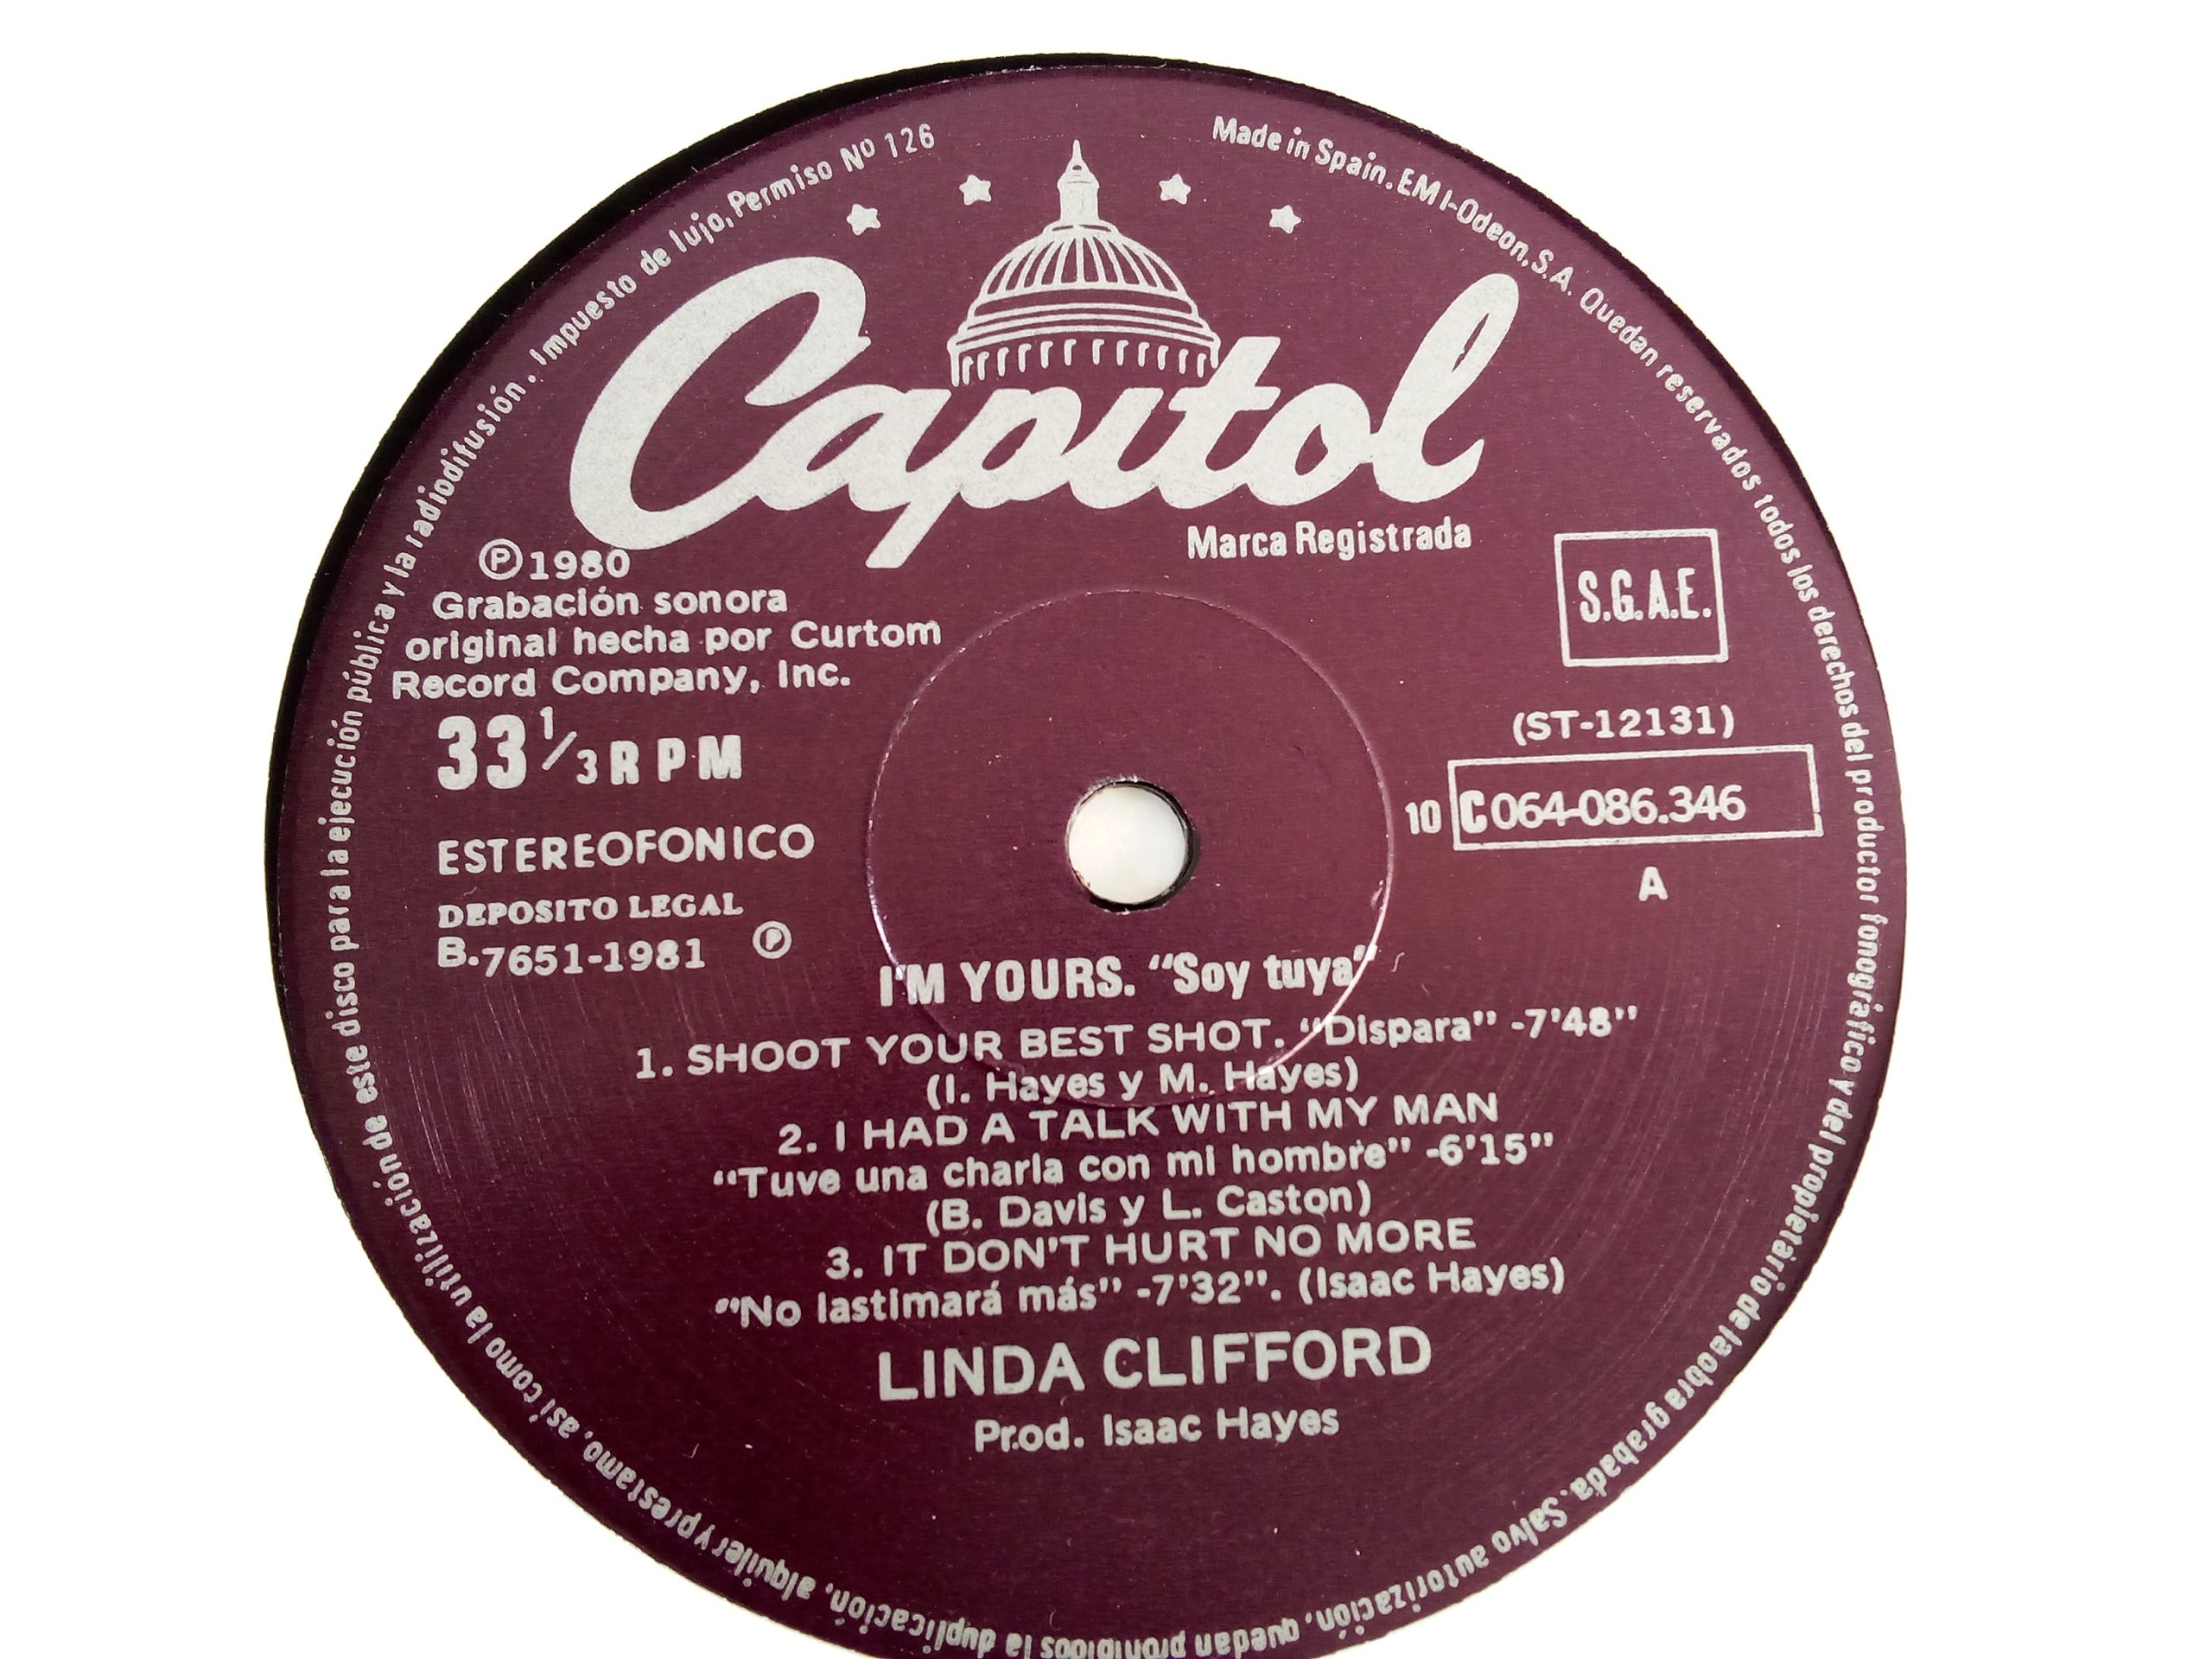 Made in Spain. EMI-Odeon, S.A. Quedan reservados todos los derechos del productor fonográfico y del propietario de la obra grabada. Salvo autorización, quedan prohibidos la duplicación, alquiler y prestamo, así como la utilización de este disco para la ejecución pública y la radiodifusión. Impuesto de lujo, Permiso Nº 126
Capitol
Marca Registrada
Ⓟ1980
Grabación sonora
original hecha por Curtom
Record Company, Inc.
33 1/3 RPM
ESTEREOFONICO
DEPOSITO LEGAL
B.-7651-1981 Ⓟ
S.G.A.E.
(ST-12131)
10 C 064-086.346
A
I'M YOURS. "Soy tuya"
1. SHOOT YOUR BEST SHOT. "Dispara" -7'48"
(I. Hayes y M. Hayes)
2. I HAD A TALK WITH MY MAN
"Tuve una charla con mi hombre" -6'15"
(B. Davis y L. Caston)
3. IT DON'T HURT NO MORE
"No lastimará más" -7'32". (Isaac Hayes)
LINDA CLIFFORD
Prod. Isaac Hayes